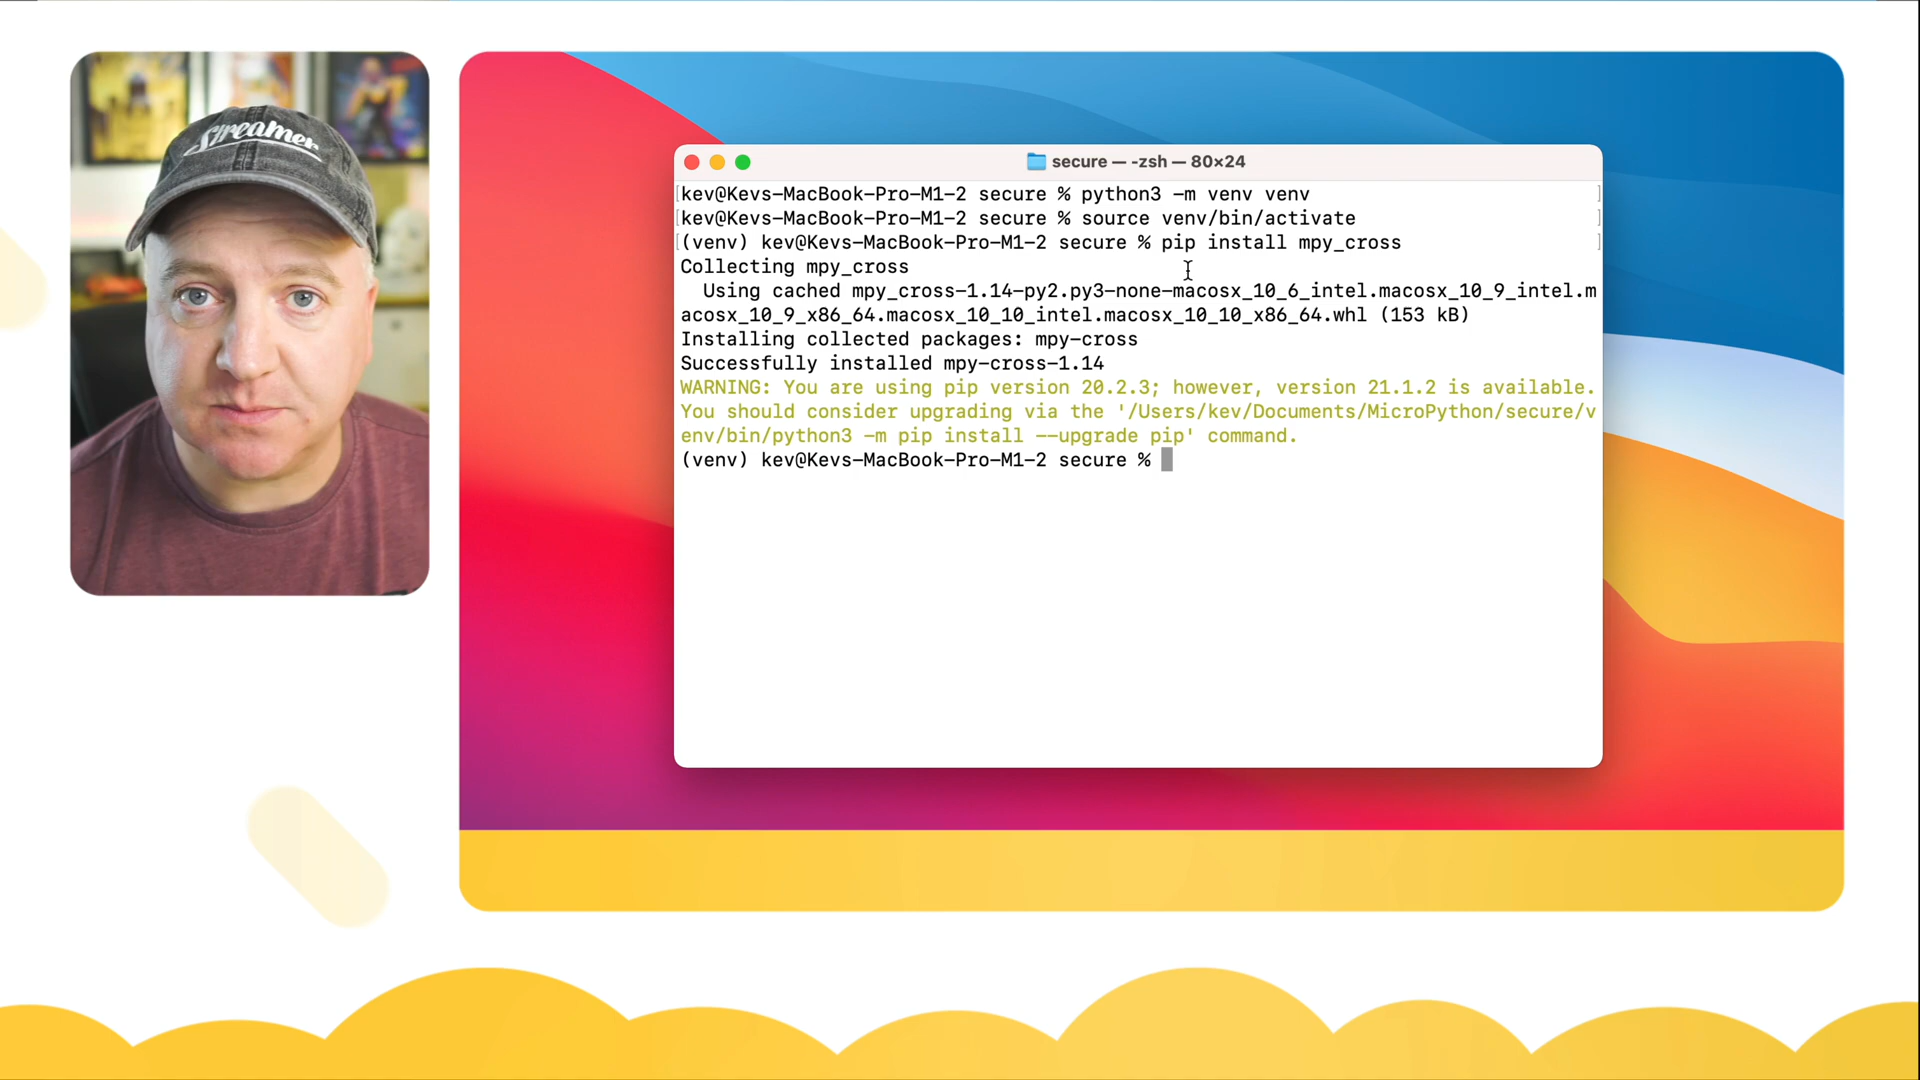 Streamer
secure — -zsh — 80×24
[kev@Kevs-MacBook-Pro-M1-2 secure % python3 -m venv venv ]
[kev@Kevs-MacBook-Pro-M1-2 secure % source venv/bin/activate ]
[(venv) kev@Kevs-MacBook-Pro-M1-2 secure % pip install mpy_cross ]
Collecting mpy_cross
  Using cached mpy_cross-1.14-py2.py3-none-macosx_10_6_intel.macosx_10_9_intel.m
acosx_10_9_x86_64.macosx_10_10_intel.macosx_10_10_x86_64.whl (153 kB)
Installing collected packages: mpy-cross
Successfully installed mpy-cross-1.14
WARNING: You are using pip version 20.2.3; however, version 21.1.2 is available.
You should consider upgrading via the '/Users/kev/Documents/MicroPython/secure/v
env/bin/python3 -m pip install --upgrade pip' command.
(venv) kev@Kevs-MacBook-Pro-M1-2 secure %